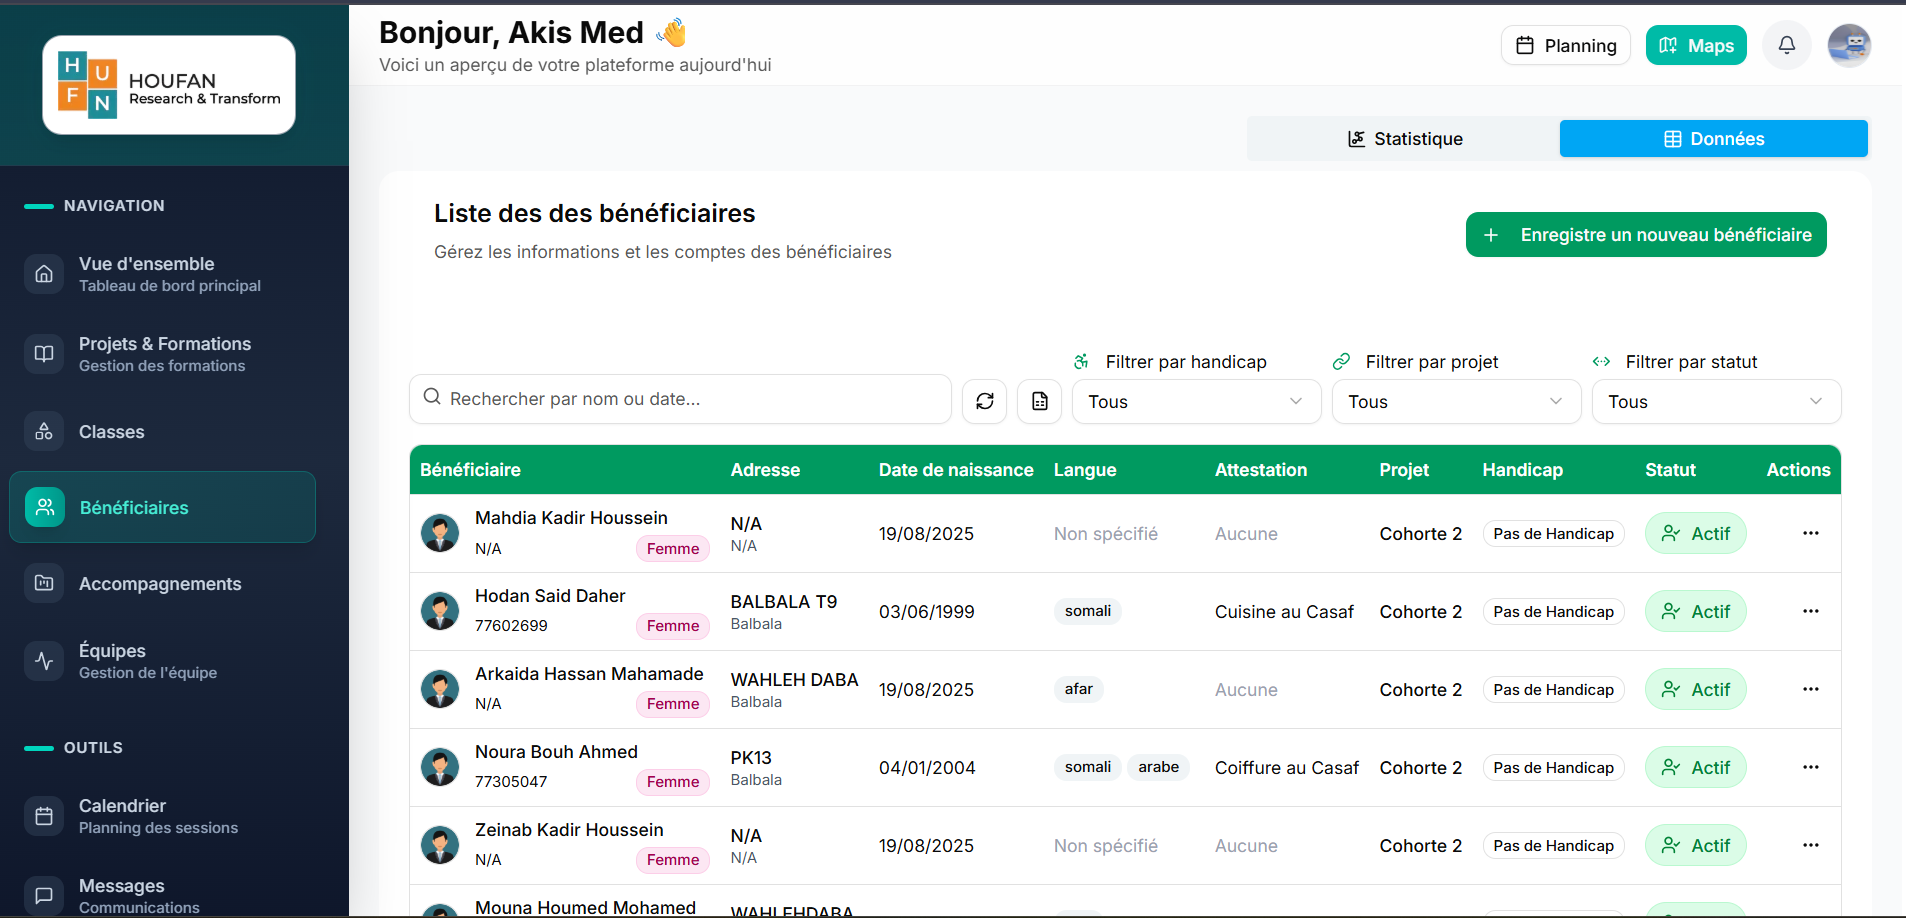 H U
F N
HOUFAN
Research & Transform
NAVIGATION
Vue d'ensemble
Tableau de bord principal
Projets & Formations
Gestion des formations
Classes
Bénéficiaires
Accompagnements
Équipes
Gestion de l'équipe
OUTILS
Calendrier
Planning des sessions
Messages
Communications
Bonjour, Akis Med 👋
Voici un aperçu de votre plateforme aujourd'hui
Planning
Maps
Statistique
Données
Liste des des bénéficiaires
Gérez les informations et les comptes des bénéficiaires
+ Enregistre un nouveau bénéficiaire
Filtrer par handicap
Filtrer par projet
Filtrer par statut
Rechercher par nom ou date...
Tous
Tous
Tous
Bénéficiaire Adresse Date de naissance Langue Attestation Projet Handicap Statut Actions
Mahdia Kadir Houssein
N/A Femme
N/A
N/A
19/08/2025 Non spécifié Aucune Cohorte 2 Pas de Handicap Actif ...
Hodan Said Daher
77602699 Femme
BALBALA T9
Balbala
03/06/1999 somali Cuisine au Casaf Cohorte 2 Pas de Handicap Actif ...
Arkaida Hassan Mahamade
N/A Femme
WAHLEH DABA
Balbala
19/08/2025 afar Aucune Cohorte 2 Pas de Handicap Actif ...
Noura Bouh Ahmed
77305047 Femme
PK13
Balbala
04/01/2004 somali arabe Coiffure au Casaf Cohorte 2 Pas de Handicap Actif ...
Zeinab Kadir Houssein
N/A Femme
N/A
N/A
19/08/2025 Non spécifié Aucune Cohorte 2 Pas de Handicap Actif ...
Mouna Houmed Mohamed
WAHLEHDABA